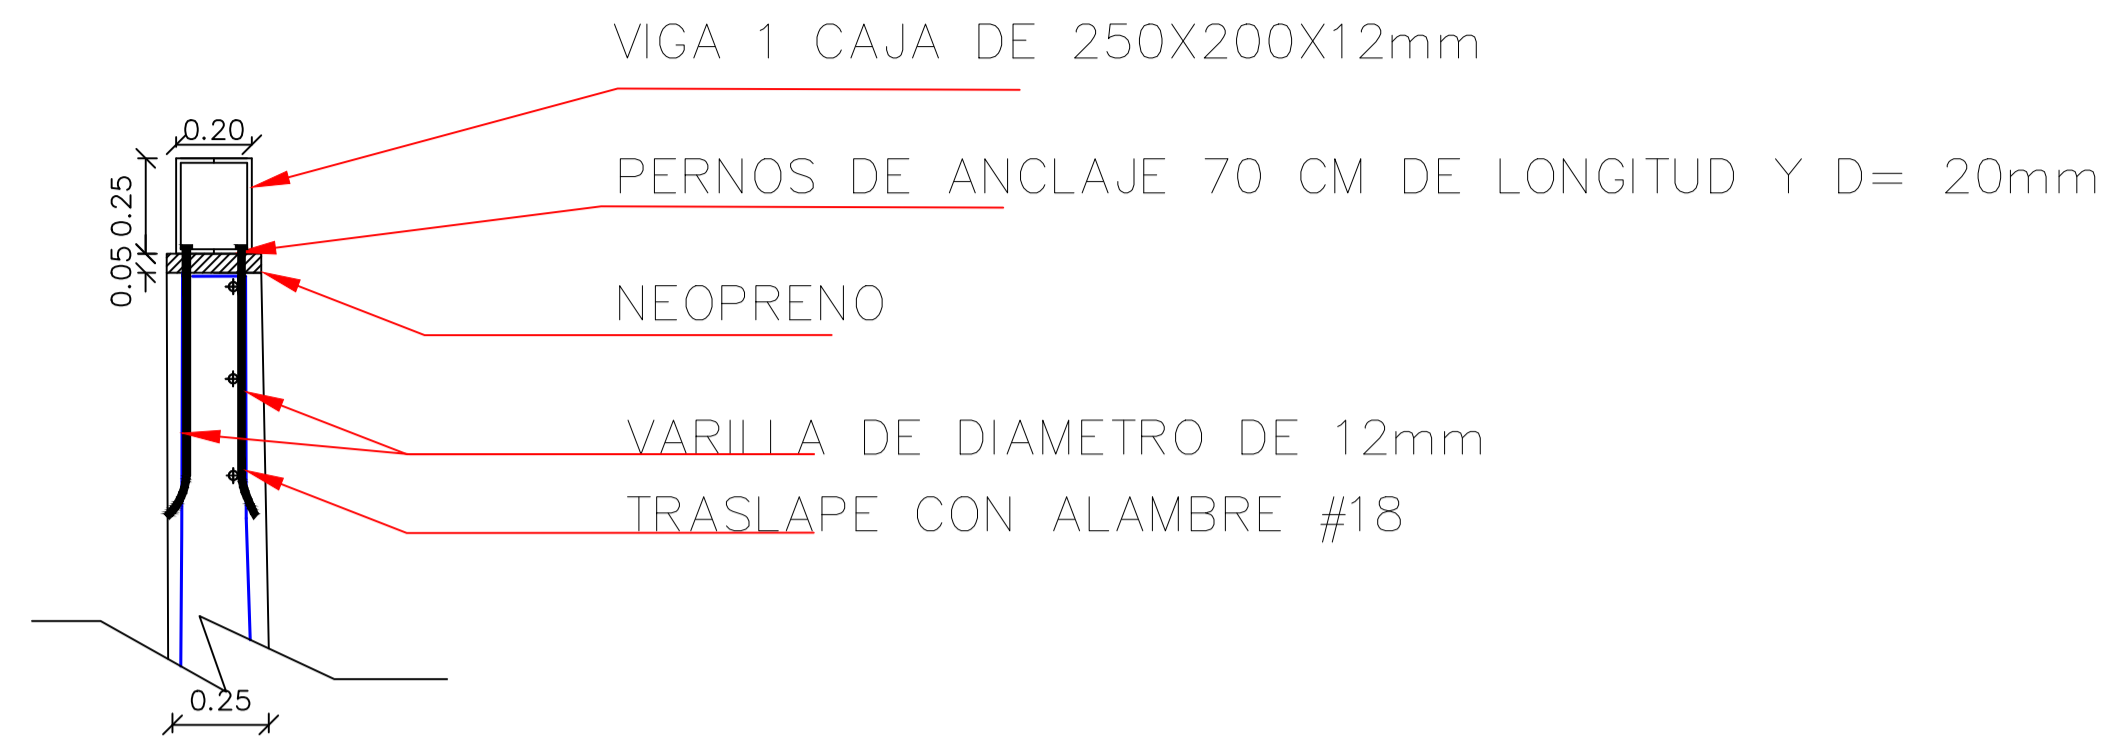 VIGA 1 CAJA DE 250X200X12mm
0.20
0.25
PERNOS DE ANCLAJE 70 CM DE LONGITUD Y D= 20mm
0.05
NEOPRENO
VARILLA DE DIAMETRO DE 12mm
TRASLAPE CON ALAMBRE #18
0.25